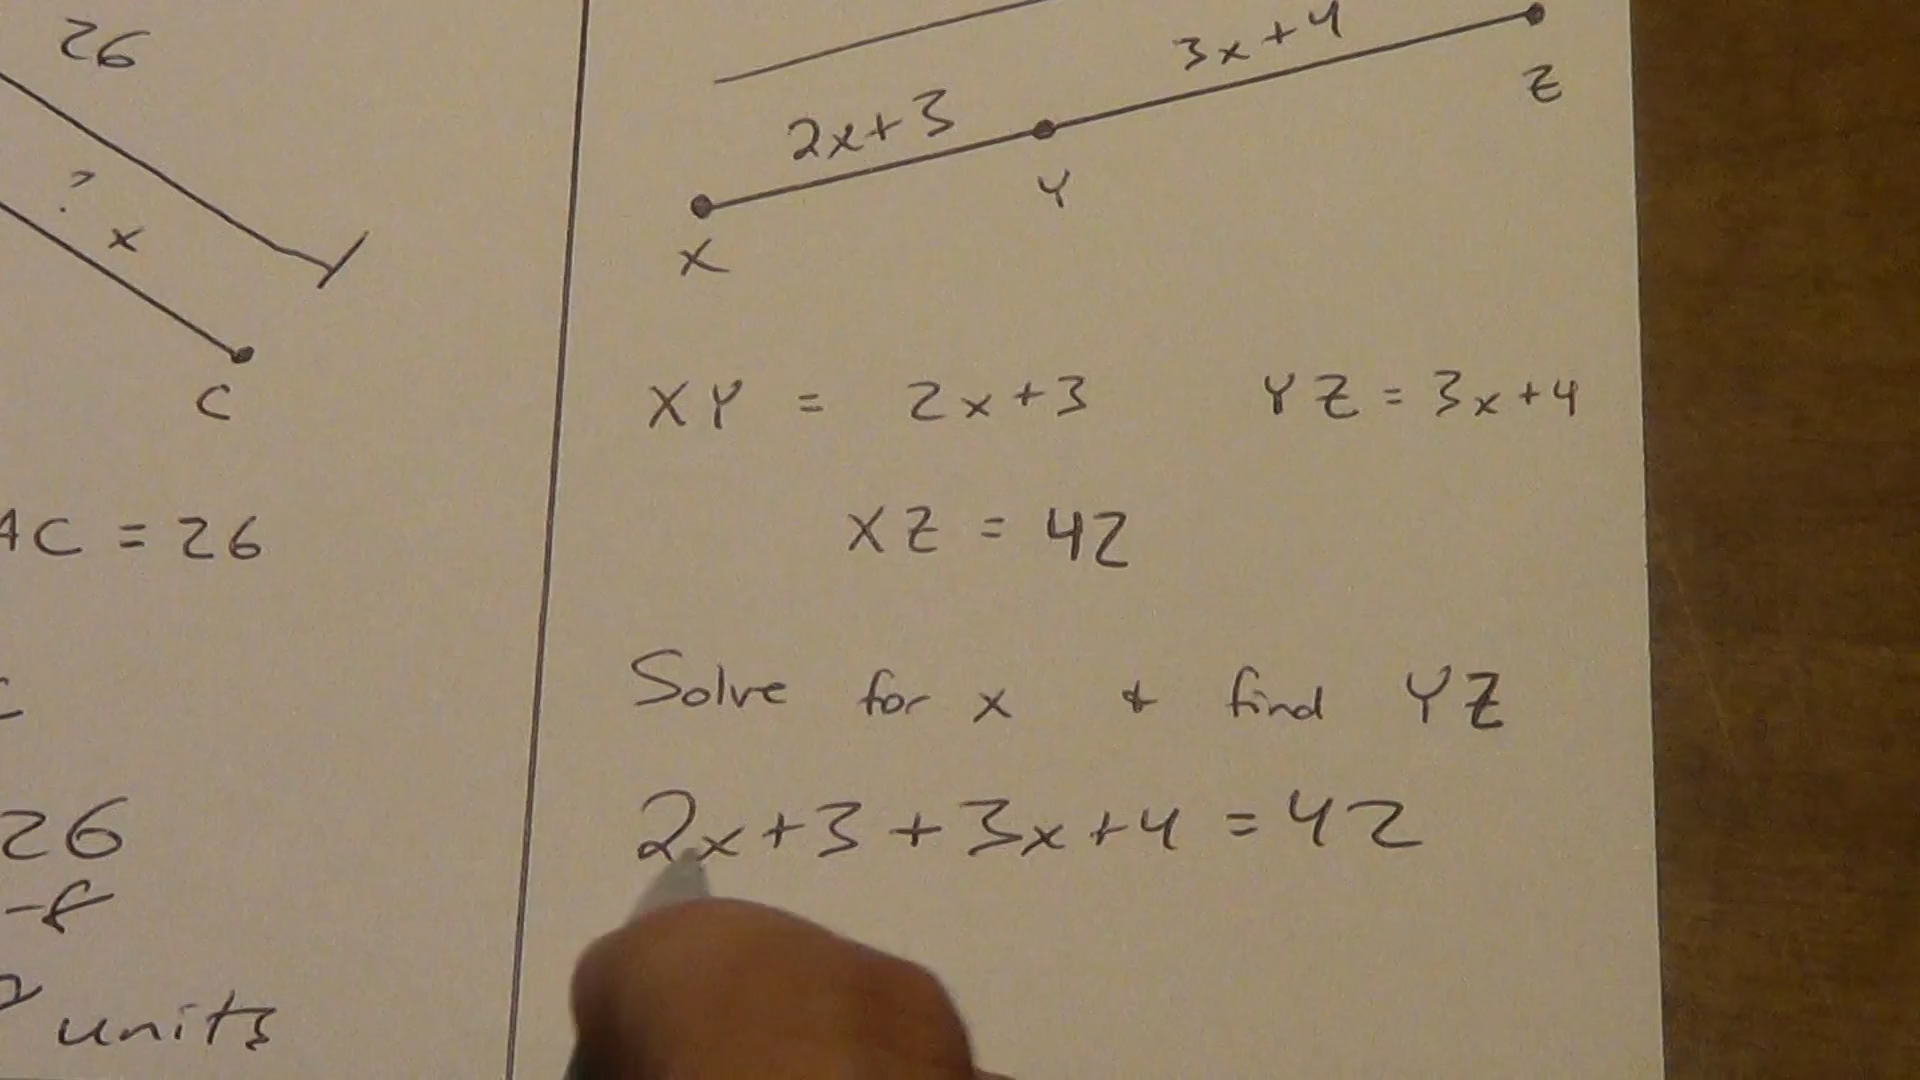 26
? x
C
AC = 26
26
-8
units
3x+4
2x+3
Z
Y
X
XY = 2x+3 YZ = 3x+4
XZ = 42
Solve for x + find YZ
2x+3+3x+4=42